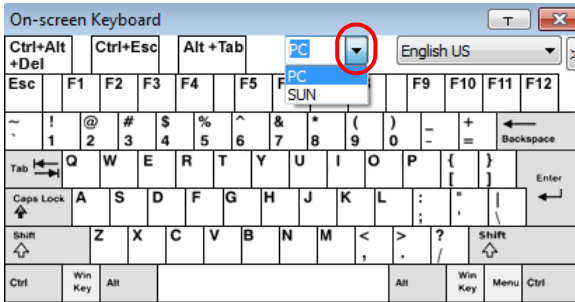 On-screen Keyboard
Ctrl+Alt +Del Ctrl+Esc Alt +Tab PC English US
PC
SUN
Esc F1 F2 F3 F4 F5 F9 F10 F11 F12
~ ! @ # $ % ^ & * ( ) _ +
` 1 2 3 4 5 6 7 8 9 0 - = Backspace
Tab Q W E R T Y U I O P { [ } ] Enter
Caps Lock A S D F G H J K L : ; " ' | \
Shift Z X C V B N M < , > . ? / Shift
Ctrl Win Key Alt Alt Win Key Menu Ctrl